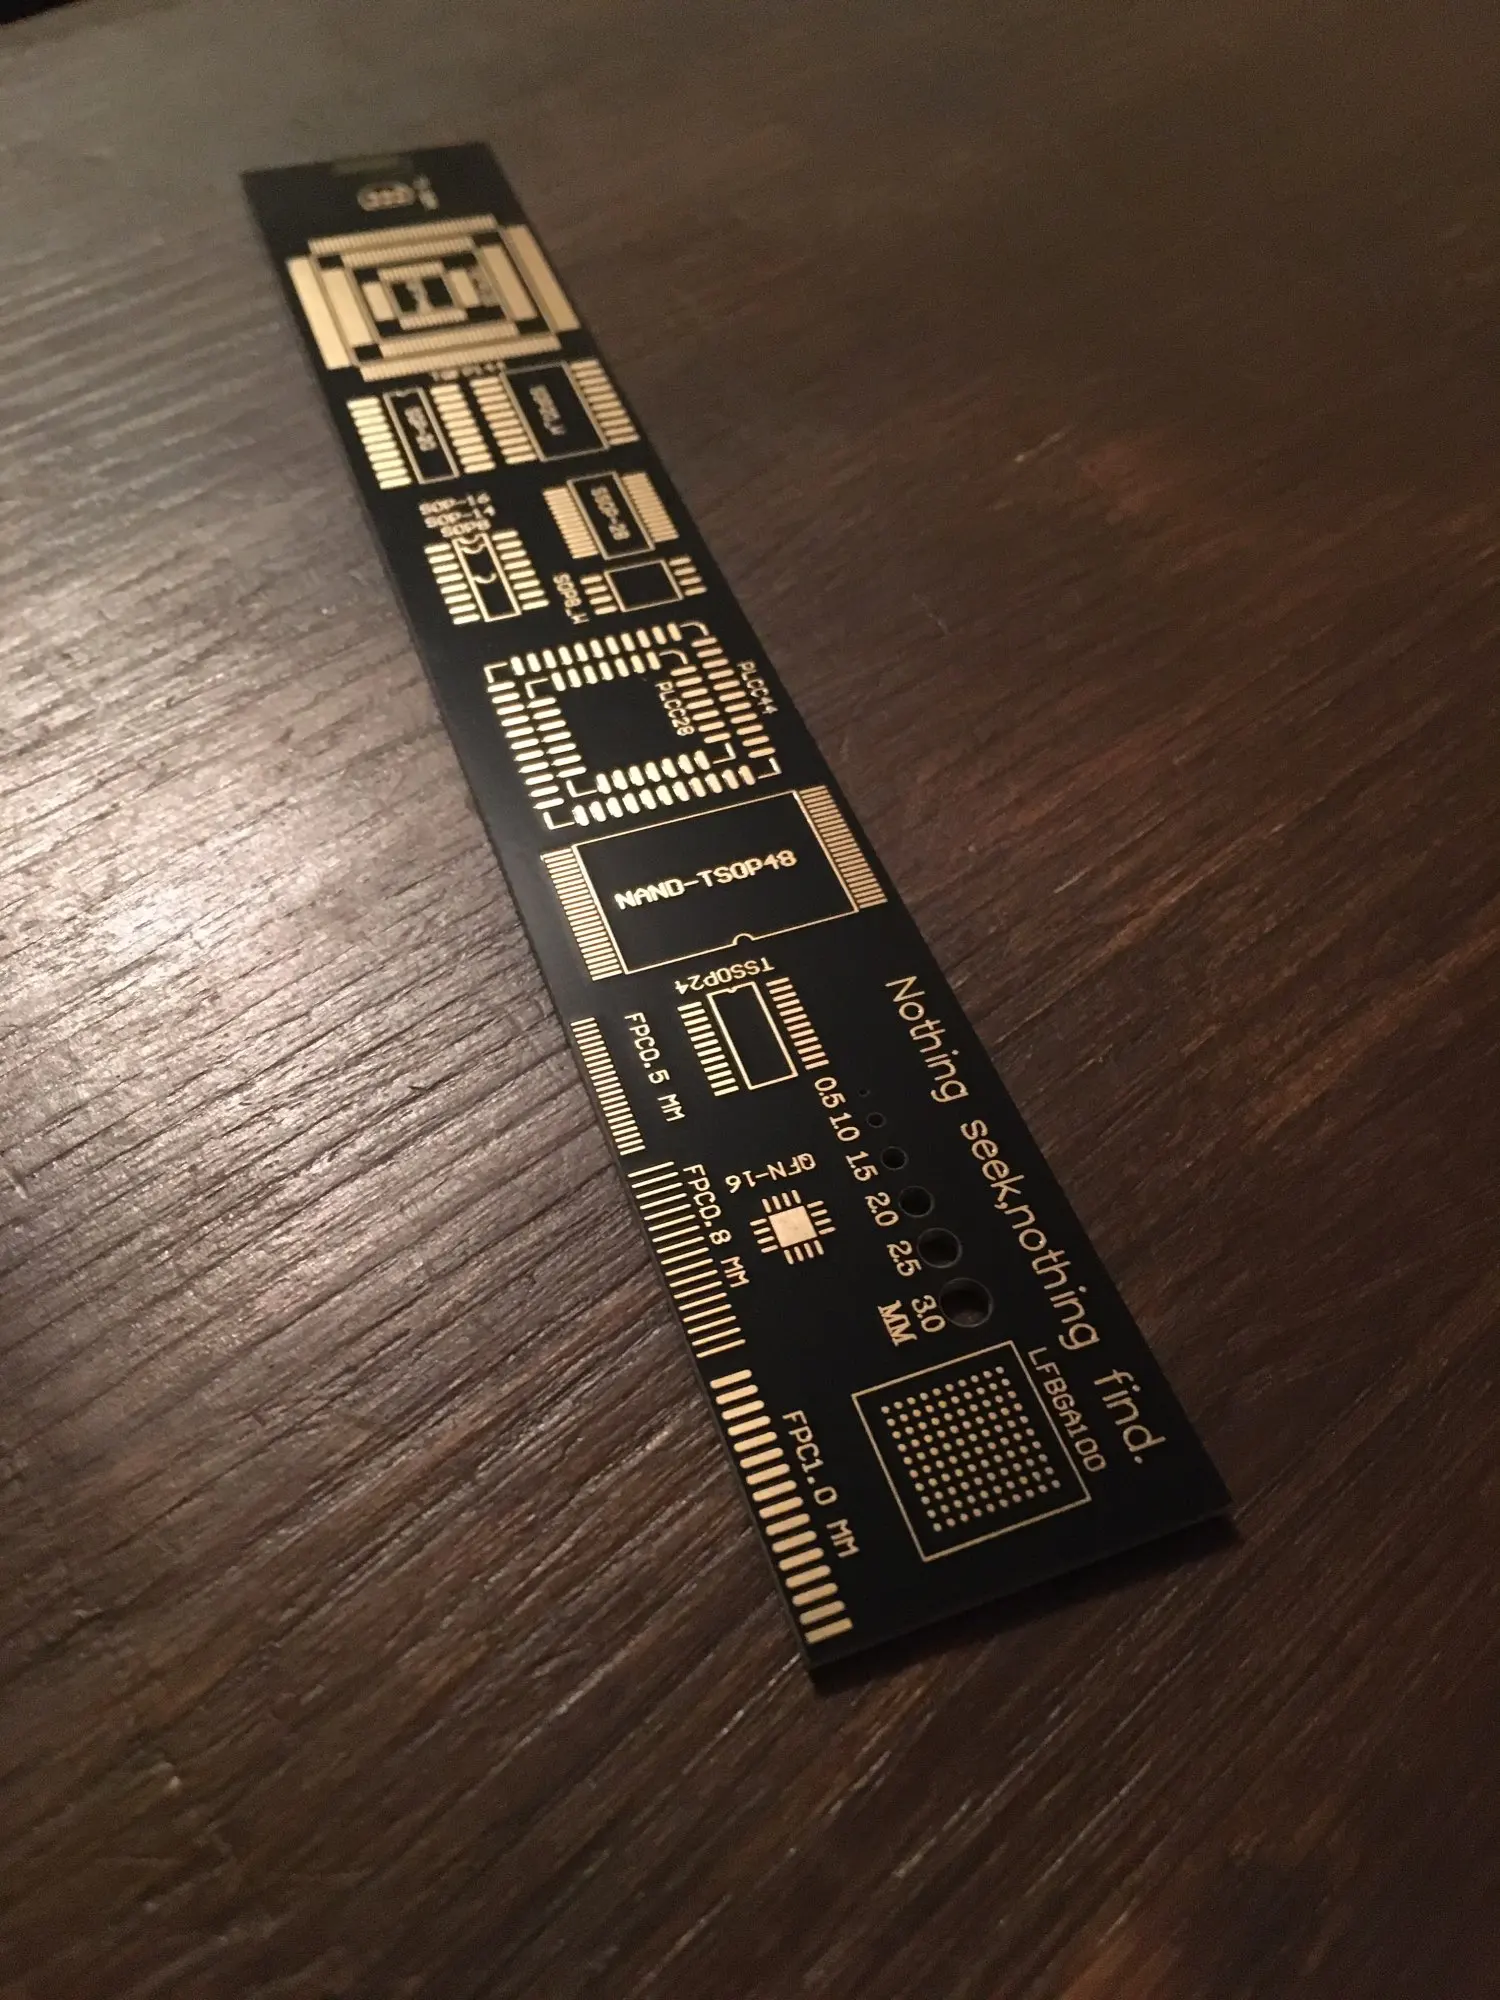 SOP-16
SOP-14
SOP8
SSOP-28
SOP8_W
PLCC44
PLCC28
NAND-TSOP48
TSSOP24
FPC0.5 MM
Nothing seek,nothing find.
0.5
1.0
1.5
2.0
2.5
3.0
MM
QFN-16
FPC0.8 MM
LFBGA100
FPC1.0 MM